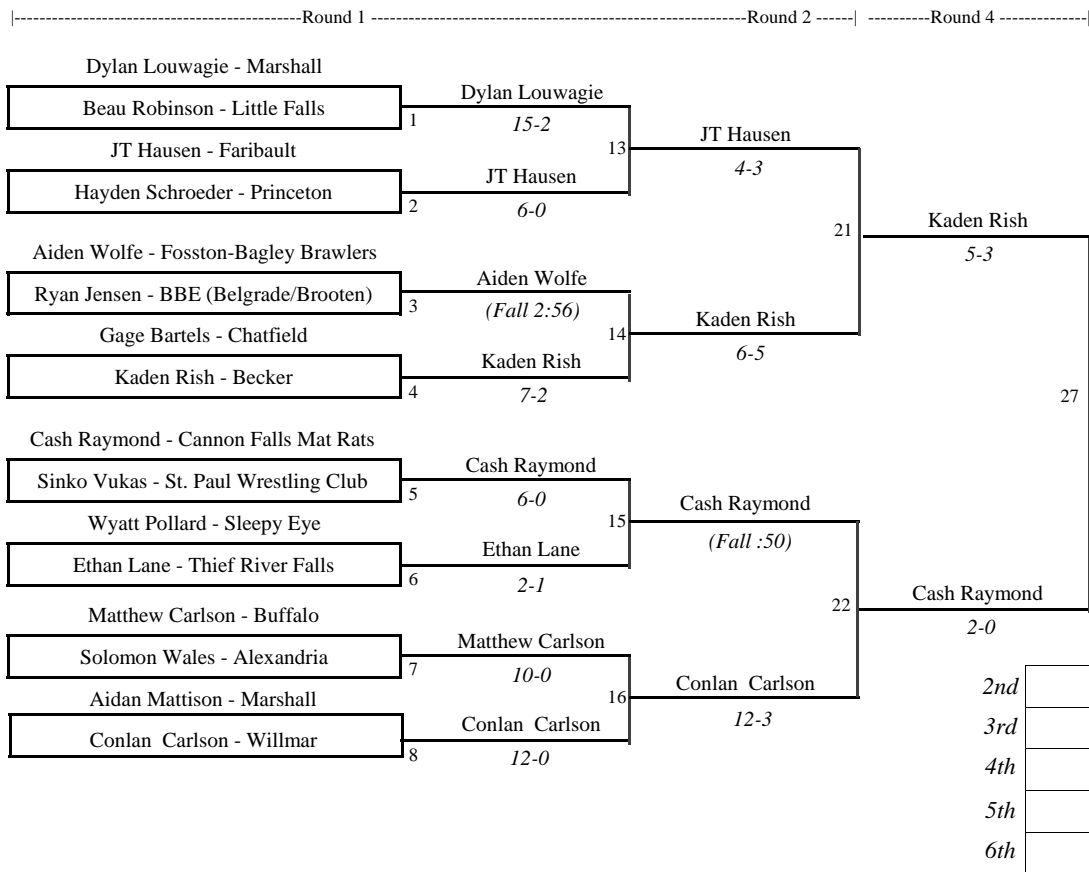 |-----------------------------------Round 1 --------------------------------------------------------------Round 2 ------| ---------Round 4 --------------|
Dylan Louwagie - Marshall
Beau Robinson - Little Falls
1
Dylan Louwagie
15-2
JT Hausen - Faribault
Hayden Schroeder - Princeton
2
JT Hausen
6-0
13
JT Hausen
4-3
Aiden Wolfe - Fosston-Bagley Brawlers
Ryan Jensen - BBE (Belgrade/Brooten)
3
Aiden Wolfe
(Fall 2:56)
Gage Bartels - Chatfield
Kaden Rish - Becker
4
Kaden Rish
7-2
14
Kaden Rish
6-5
21
Kaden Rish
5-3
27
Cash Raymond - Cannon Falls Mat Rats
Sinko Vukas - St. Paul Wrestling Club
5
Cash Raymond
6-0
Wyatt Pollard - Sleepy Eye
Ethan Lane - Thief River Falls
6
Ethan Lane
2-1
15
Cash Raymond
(Fall :50)
Matthew Carlson - Buffalo
Solomon Wales - Alexandria
7
Matthew Carlson
10-0
Aidan Mattison - Marshall
Conlan  Carlson - Willmar
8
Conlan  Carlson
12-0
16
Conlan  Carlson
12-3
22
Cash Raymond
2-0
2nd
3rd
4th
5th
6th